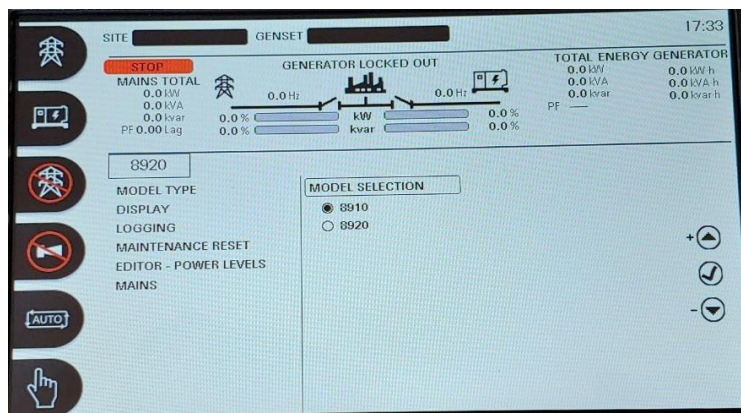 SITE GENSET 17:33
STOP GENERATOR LOCKED OUT TOTAL ENERGY GENERATOR
MAINS TOTAL
0.0 kW 0.0 Hz 0.0 Hz 0.0 kW 0.0 kW h
0.0 kVA 0.0 kVA 0.0 kVA h
0.0 kvar 0.0 % kW 0.0 % 0.0 kvar 0.0 kvar h
PF 0.00 Lag 0.0 % kvar 0.0 % PF —
8920
MODEL TYPE MODEL SELECTION
DISPLAY 8910
LOGGING 8920
MAINTENANCE RESET
EDITOR - POWER LEVELS
MAINS
+
-
AUTO